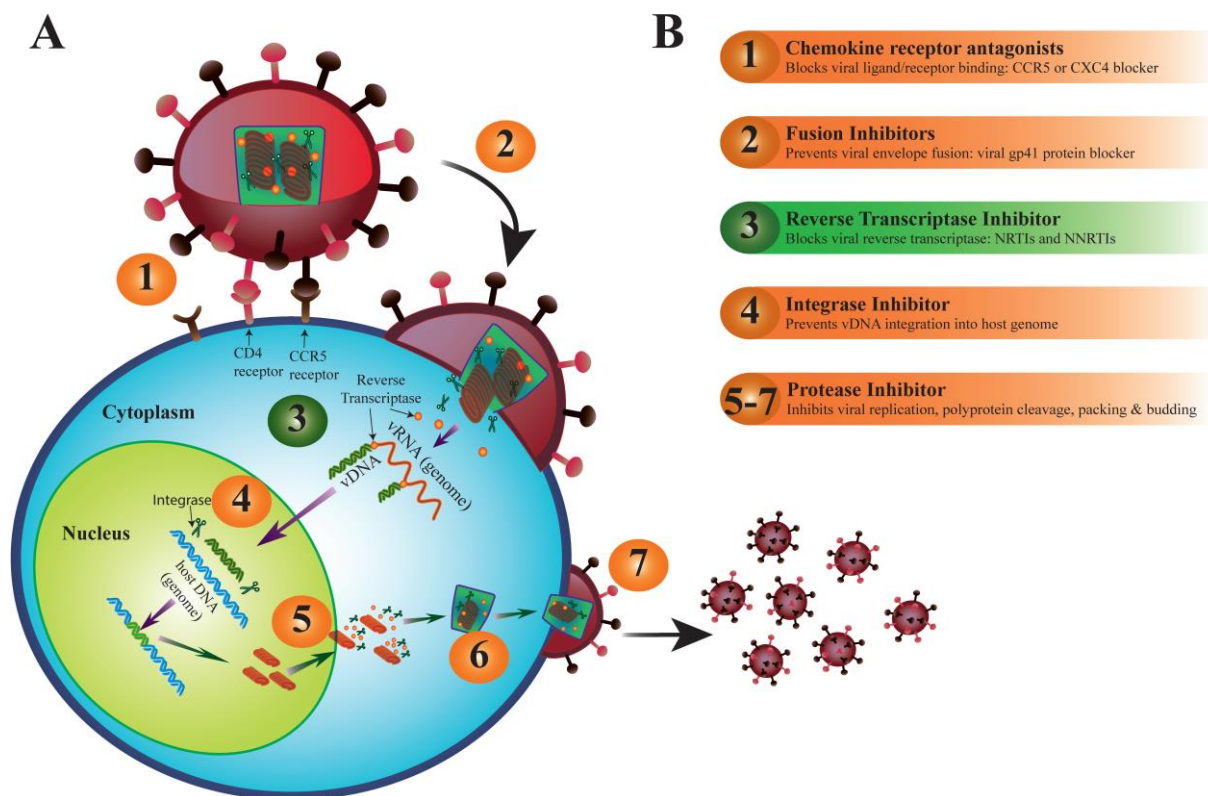 A
2
1
CD4
receptor
CCR5
receptor
Reverse
Transcriptase
3
Cytoplasm
vRNA (genome)
vDNA
Integrase
4
Nucleus
host DNA
(genome)
5
6
7
B
1
Chemokine receptor antagonists
Blocks viral ligand/receptor binding: CCR5 or CXC4 blocker
2
Fusion Inhibitors
Prevents viral envelope fusion: viral gp41 protein blocker
3
Reverse Transcriptase Inhibitor
Blocks viral reverse transcriptase: NRTIs and NNRTIs
4
Integrase Inhibitor
Prevents vDNA integration into host genome
5-7
Protease Inhibitor
Inhibits viral replication, polyprotein cleavage, packing & budding